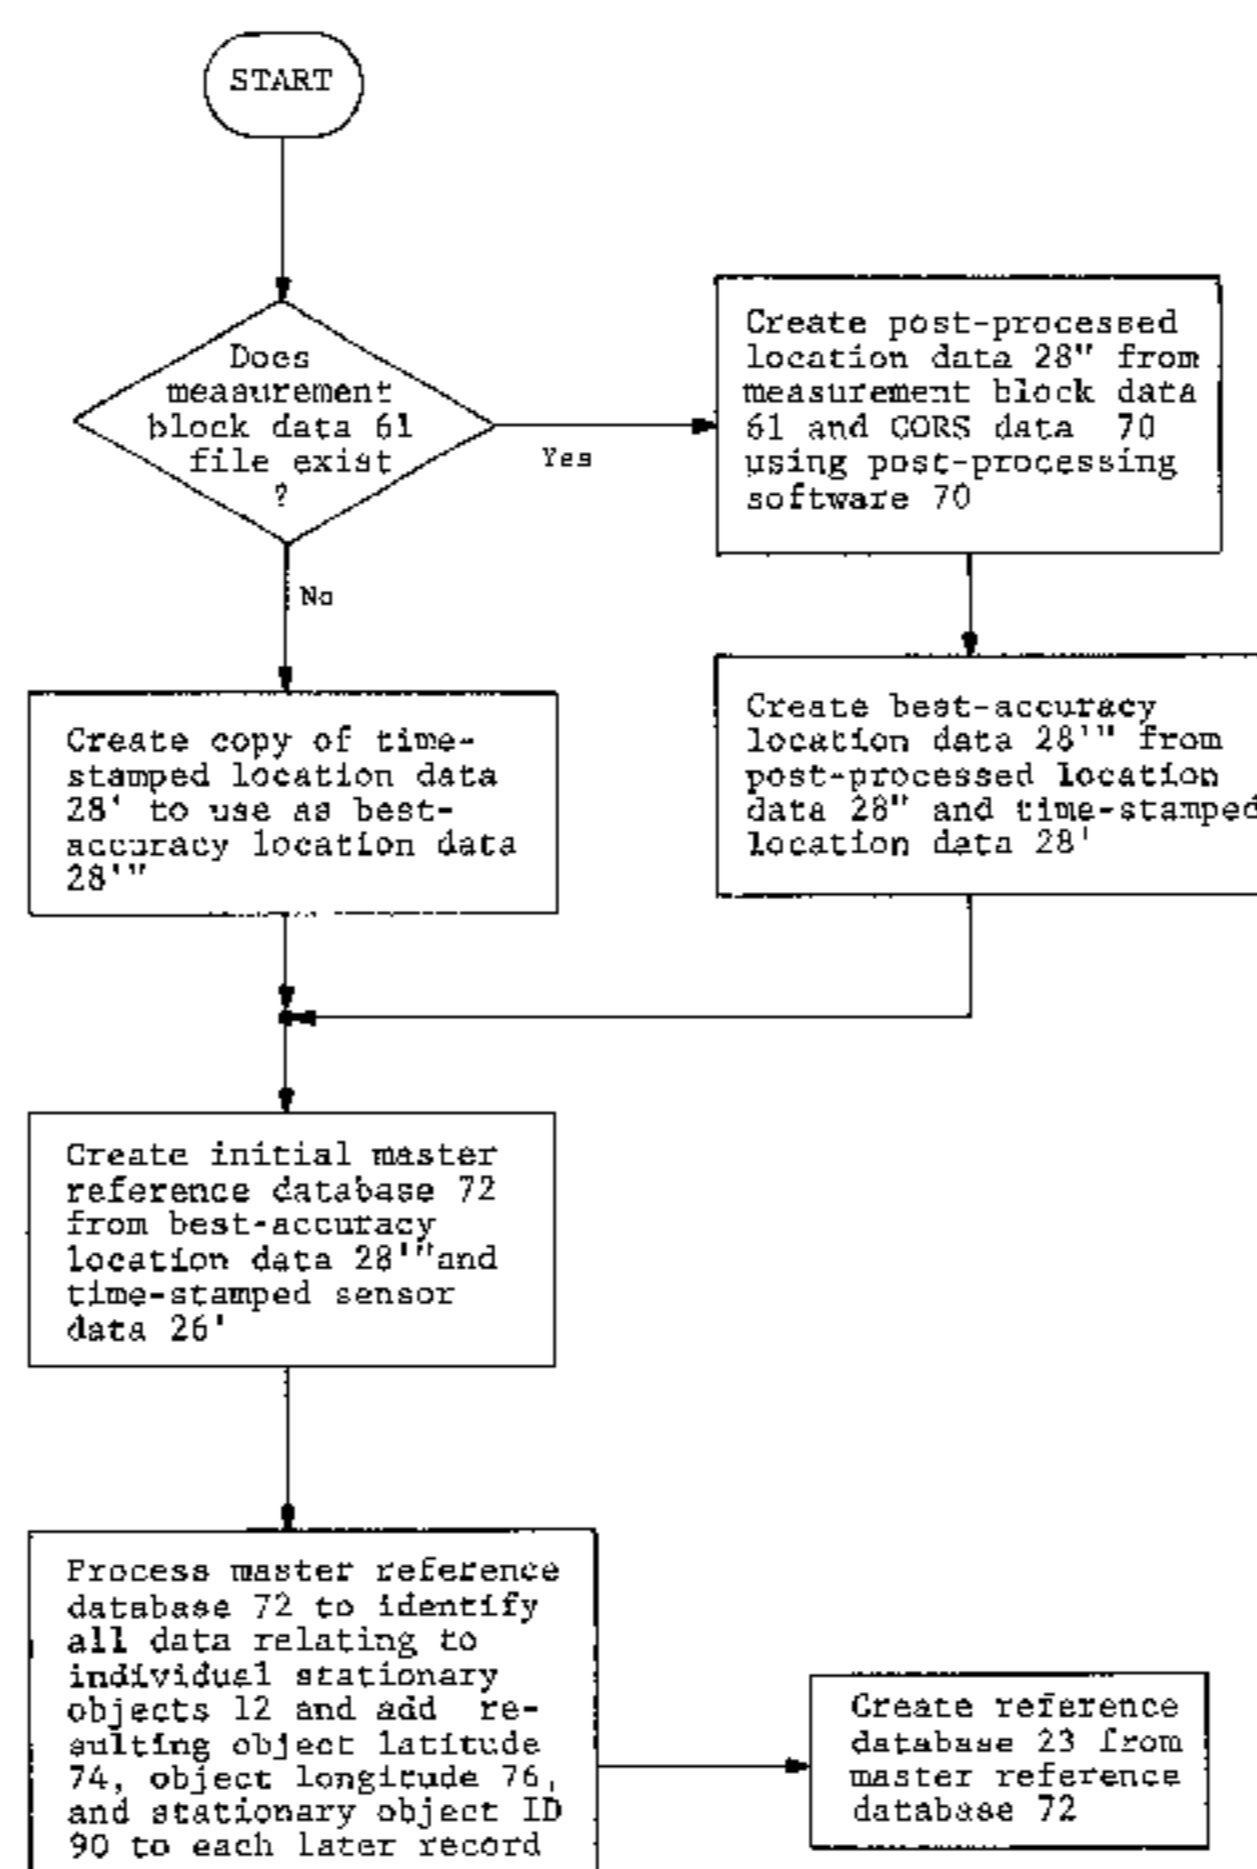 START
Does
measurement
block data 61
file exist
?
Yes
No
Create post-processed
location data 28" from
measurement block data
61 and CORS data 70
using post-processing
software 70
Create best-accuracy
location data 28'" from
post-processed location
data 28" and time-stamped
location data 28'
Create copy of time-
stamped location data
28' to use as best-
accuracy location data
28'"
Create initial master
reference database 72
from best-accuracy
location data 28'"and
time-stamped sensor
data 26'
Process master reference
database 72 to identify
all data relating to
individual stationary
objects 12 and add re-
sulting object latitude
74, object longitude 76,
and stationary object ID
90 to each later record
Create reference
database 23 from
master reference
database 72